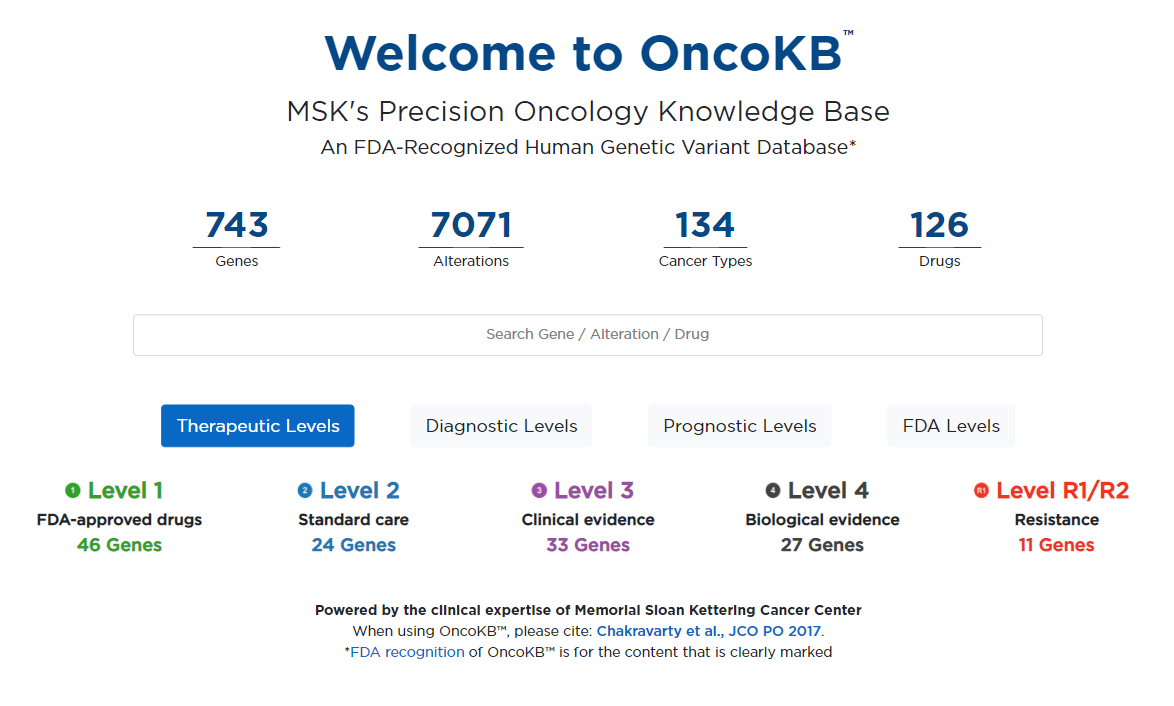 Welcome to OncoKB™
MSK's Precision Oncology Knowledge Base
An FDA-Recognized Human Genetic Variant Database*
743 7071 134 126
Genes Alterations Cancer Types Drugs
Search Gene / Alteration / Drug
Therapeutic Levels Diagnostic Levels Prognostic Levels FDA Levels
1 Level 1 2 Level 2 3 Level 3 4 Level 4 R1 Level R1/R2
FDA-approved drugs Standard care Clinical evidence Biological evidence Resistance
46 Genes 24 Genes 33 Genes 27 Genes 11 Genes
Powered by the clinical expertise of Memorial Sloan Kettering Cancer Center
When using OncoKB™, please cite: Chakravarty et al., JCO PO 2017.
*FDA recognition of OncoKB™ is for the content that is clearly marked